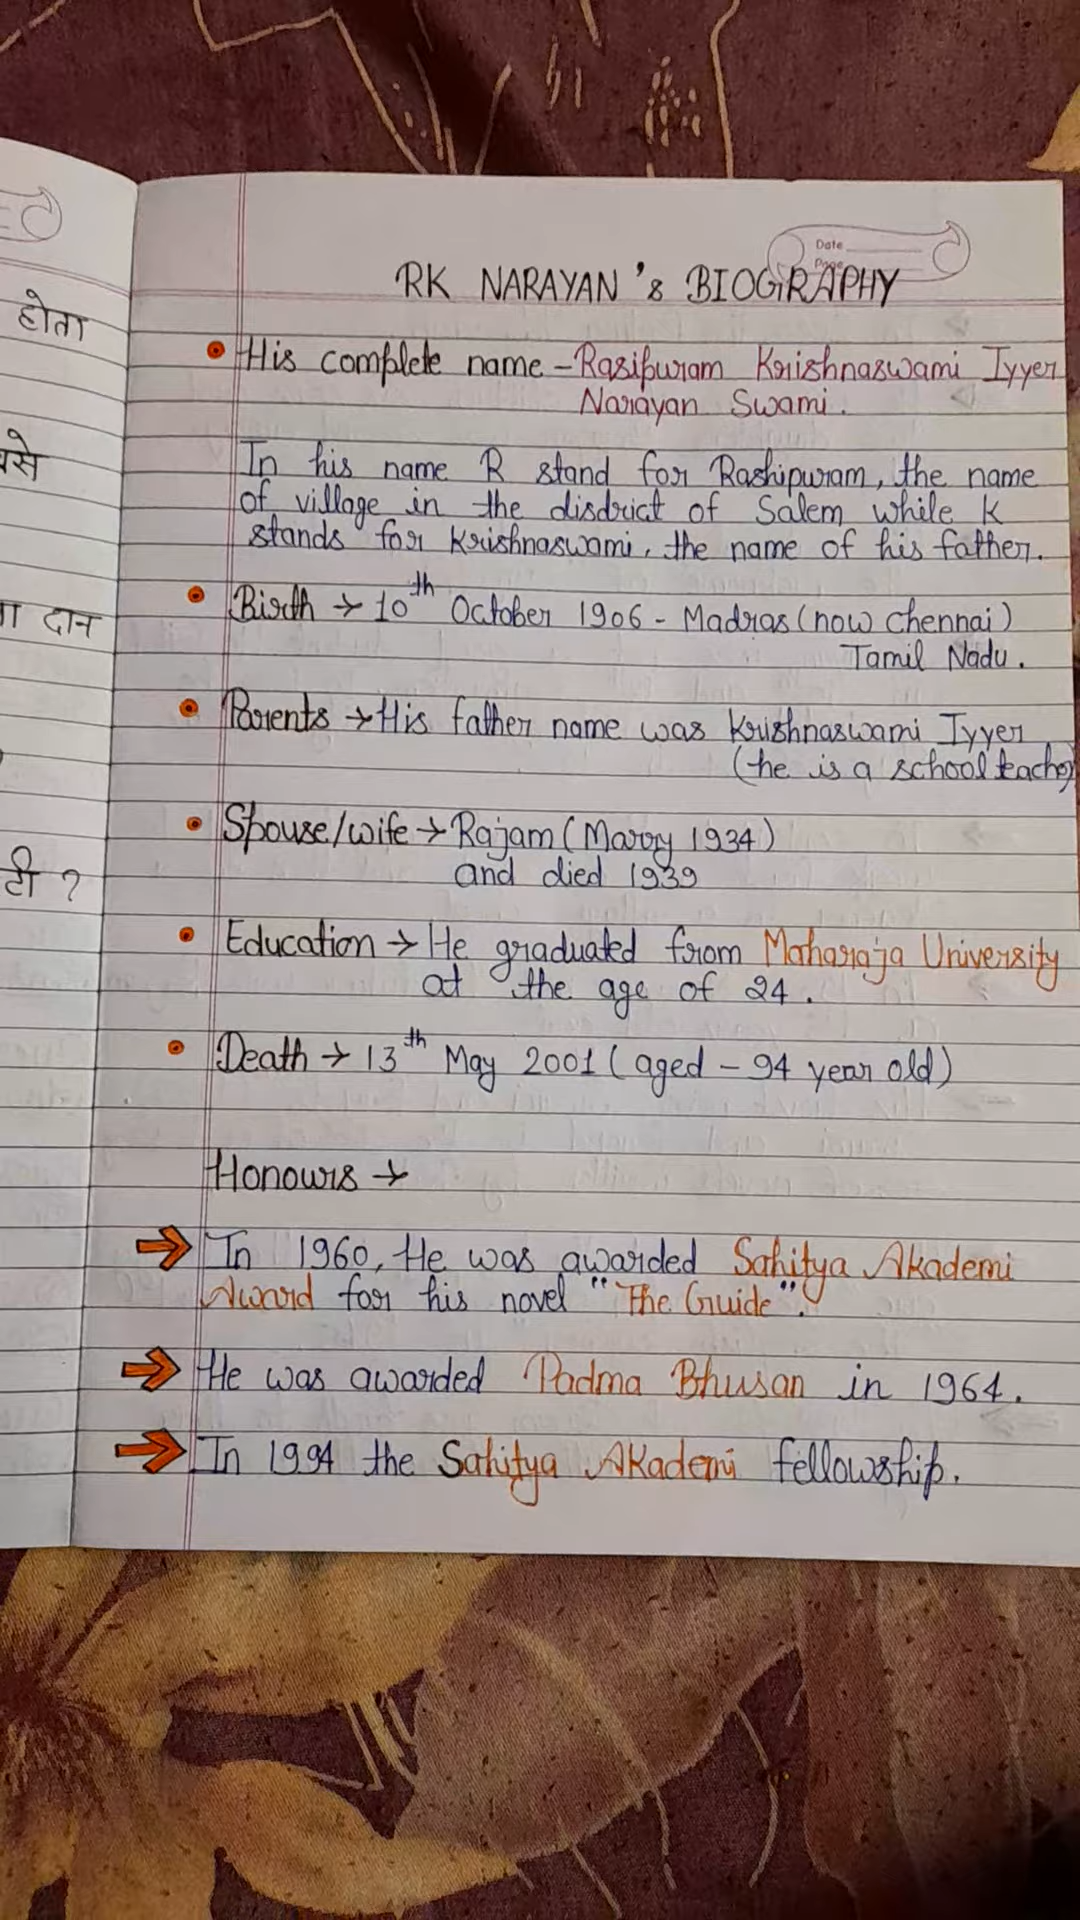 होता
पसे
दान
टी ?
Date
Page
RK NARAYAN 's BIOGRAPHY
• His complete name - Rasipuram Krishnaswami Iyyer
Narayan Swami.
In his name R stand for Rashipuram, the name
of village in the disdrict of Salem while K
stands for Krishnaswami, the name of his father.
• Birth → 10th October 1906 - Madras (now Chennai)
Tamil Nadu.
• Parents → His father name was Krishnaswami Iyyer
(he is a school teacher)
• Spouse/wife → Rajam (Marry 1934)
and died 1939
• Education → He graduated from Maharaja University
at the age of 24.
• Death → 13th May 2001 (aged - 94 year old)
Honours →
⇒ In 1960, He was awarded Sahitya Akademi
Award for his novel "The Guide".
⇒ He was awarded Padma Bhusan in 1964.
⇒ In 1994 the Sahitya Akademi fellowship.